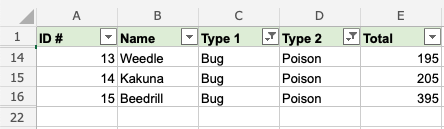 A B C D E
1 ID # Name Type 1 Type 2 Total
14 13 Weedle Bug Poison 195
15 14 Kakuna Bug Poison 205
16 15 Beedrill Bug Poison 395
22